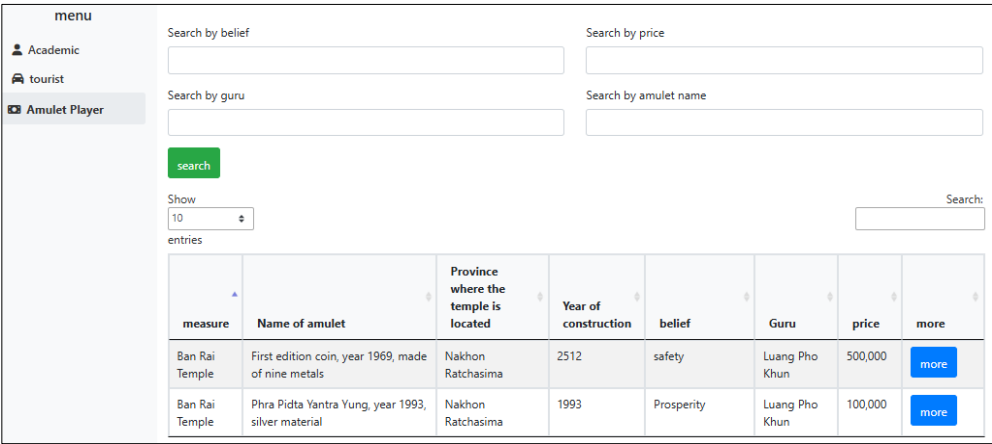 menu
Academic
tourist
Amulet Player
Search by belief
Search by price
Search by guru
Search by amulet name
search
Show
10
entries
Search:
measure
Name of amulet
Province
where the
temple is
located
Year of
construction
belief
Guru
price
more
Ban Rai
Temple
First edition coin, year 1969, made
of nine metals
Nakhon
Ratchasima
2512
safety
Luang Pho
Khun
500,000
more
Ban Rai
Temple
Phra Pidta Yantra Yung, year 1993,
silver material
Nakhon
Ratchasima
1993
Prosperity
Luang Pho
Khun
100,000
more